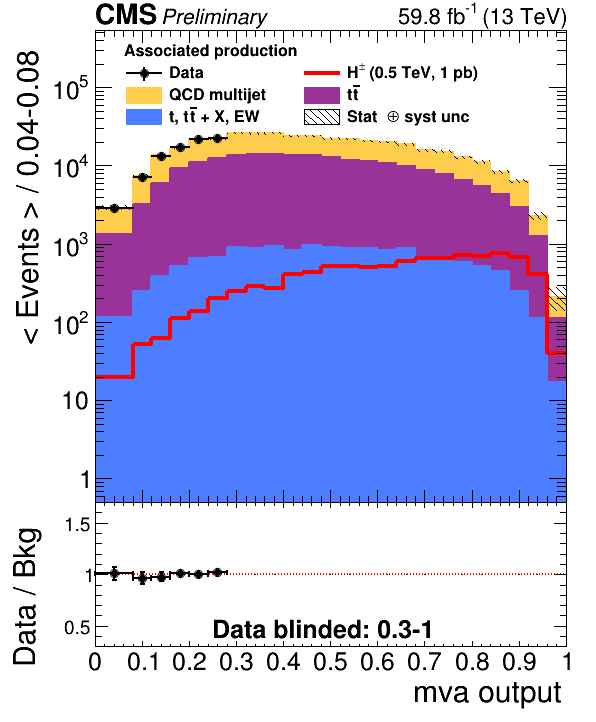 CMS Preliminary 59.8 fb⁻¹ (13 TeV)
Associated production
Data
H± (0.5 TeV, 1 pb)
QCD multijet
tt̄
t, tt̄ + X, EW
Stat ⊕ syst unc
< Events > / 0.04-0.08
10⁵
10⁴
10³
10²
10
1
Data / Bkg
1.5
1
0.5
Data blinded: 0.3-1
0 0.1 0.2 0.3 0.4 0.5 0.6 0.7 0.8 0.9 1
mva output